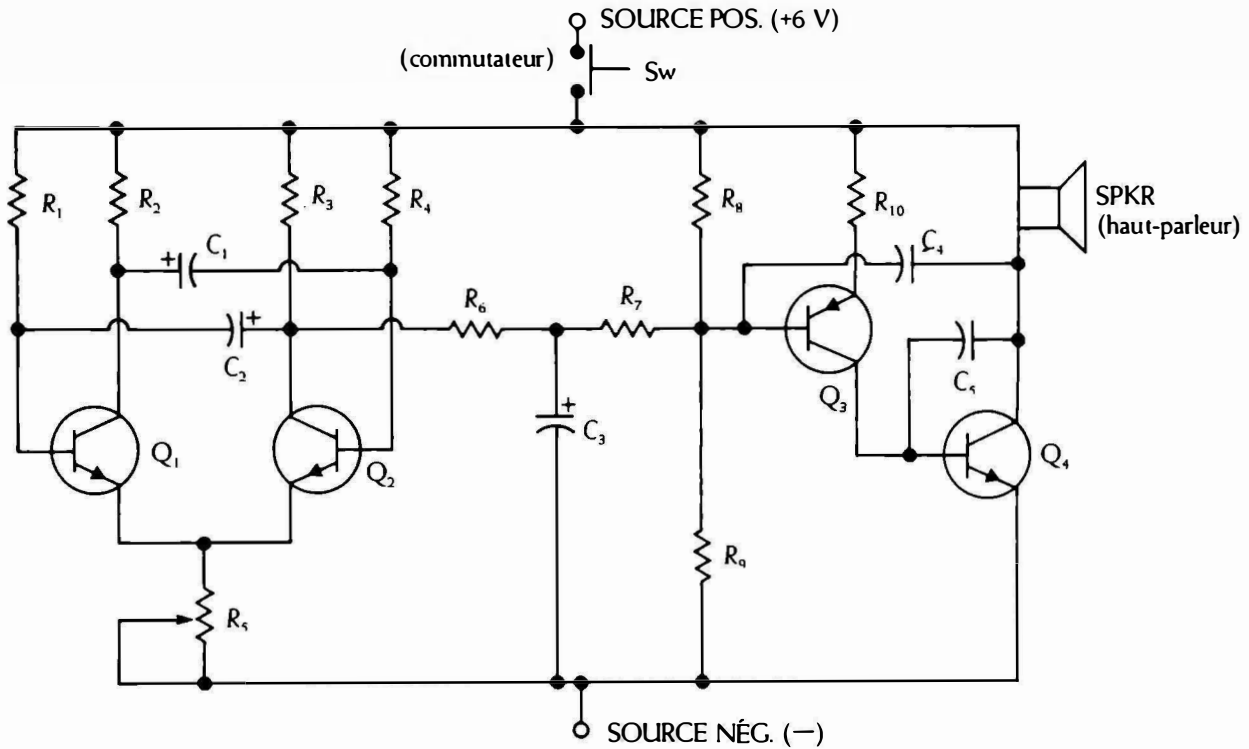 SOURCE POS. (+6 V)
(commutateur)
Sw
R₁
R₂
R₃
R₄
R₈
R₁₀
SPKR
(haut-parleur)
+
C₁
C₄
R₆
R₇
+
C₂
C₅
+
C₃
Q₃
Q₁
Q₂
Q₄
R₉
R₅
SOURCE NÉG. (—)